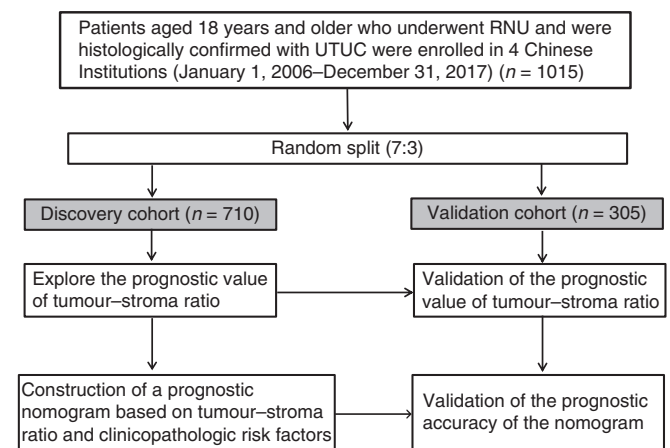 Patients aged 18 years and older who underwent RNU and were
histologically confirmed with UTUC were enrolled in 4 Chinese
Institutions (January 1, 2006–December 31, 2017) (n = 1015)
Random split (7:3)
Discovery cohort (n = 710)
Validation cohort (n = 305)
Explore the prognostic value
of tumour–stroma ratio
Validation of the prognostic
value of tumour–stroma ratio
Construction of a prognostic
nomogram based on tumour–stroma
ratio and clinicopathologic risk factors
Validation of the prognostic
accuracy of the nomogram